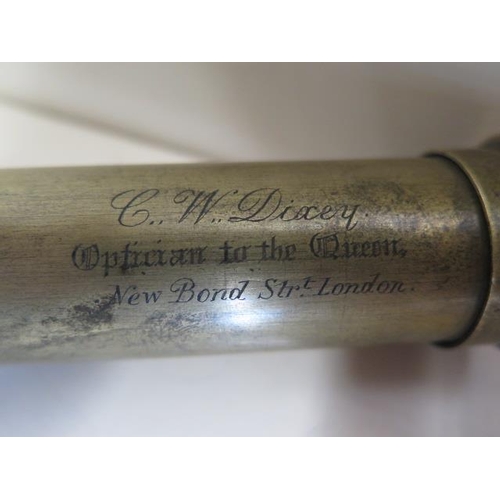 C. W. Dixey.
Optician to the Queen,
New Bond Strt. London.